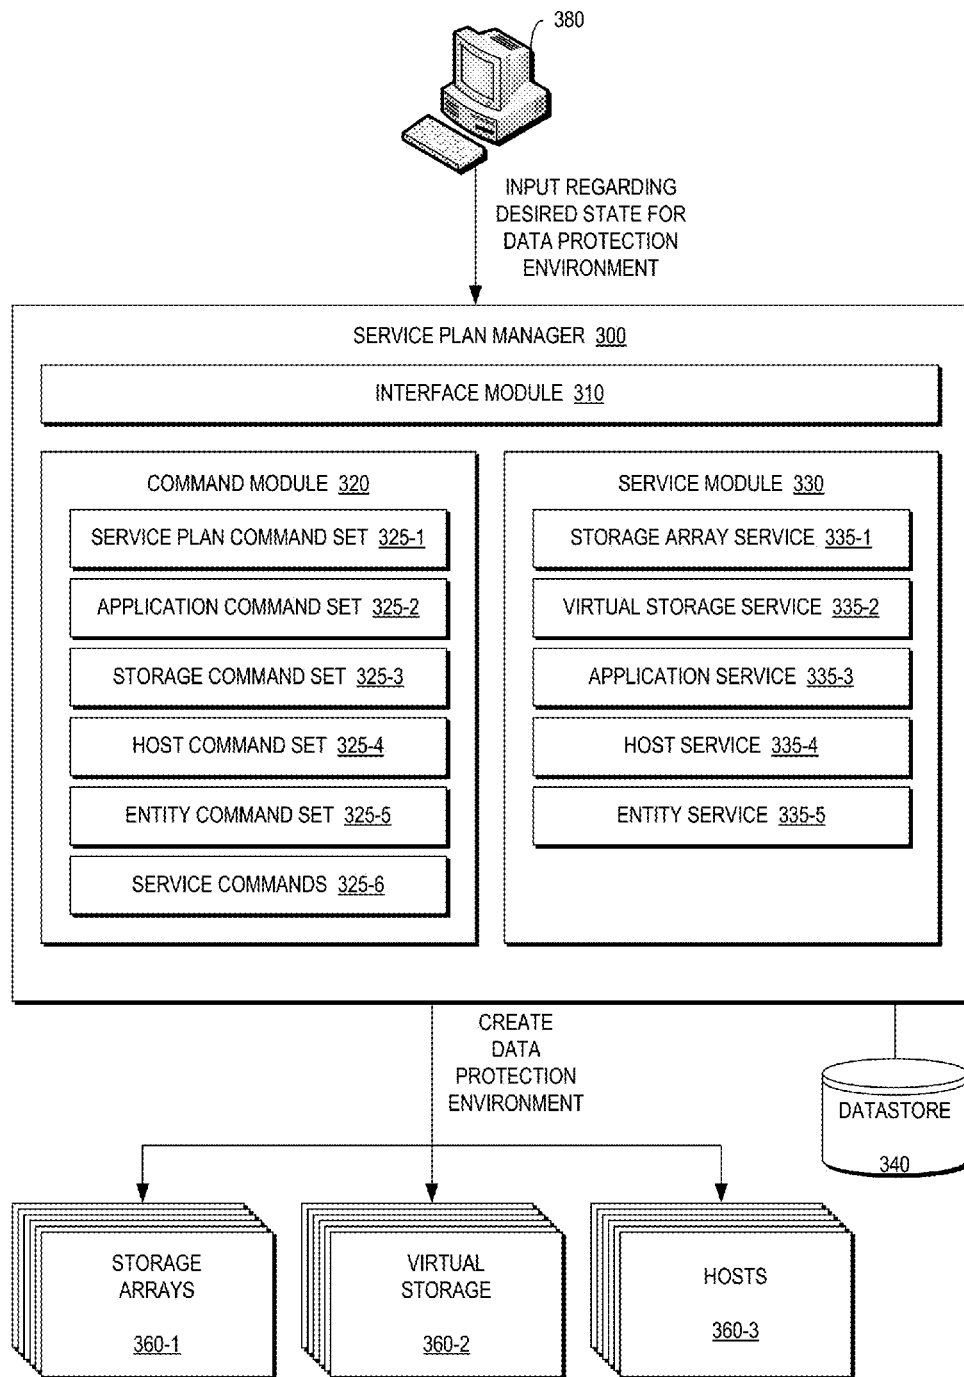 380
INPUT REGARDING
DESIRED STATE FOR
DATA PROTECTION
ENVIRONMENT
SERVICE PLAN MANAGER 300
INTERFACE MODULE 310
COMMAND MODULE 320
SERVICE PLAN COMMAND SET 325-1
APPLICATION COMMAND SET 325-2
STORAGE COMMAND SET 325-3
HOST COMMAND SET 325-4
ENTITY COMMAND SET 325-5
SERVICE COMMANDS 325-6
SERVICE MODULE 330
STORAGE ARRAY SERVICE 335-1
VIRTUAL STORAGE SERVICE 335-2
APPLICATION SERVICE 335-3
HOST SERVICE 335-4
ENTITY SERVICE 335-5
CREATE
DATA
PROTECTION
ENVIRONMENT
DATASTORE
340
STORAGE
ARRAYS
360-1
VIRTUAL
STORAGE
360-2
HOSTS
360-3